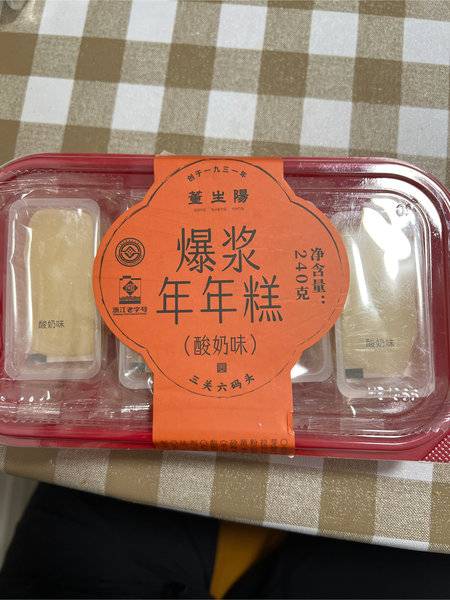 创于一九三一年
董生陽
爆浆
年年糕
（酸奶味）
净含量：
240克
浙江老字号
三关六码头
酸奶味
酸奶味